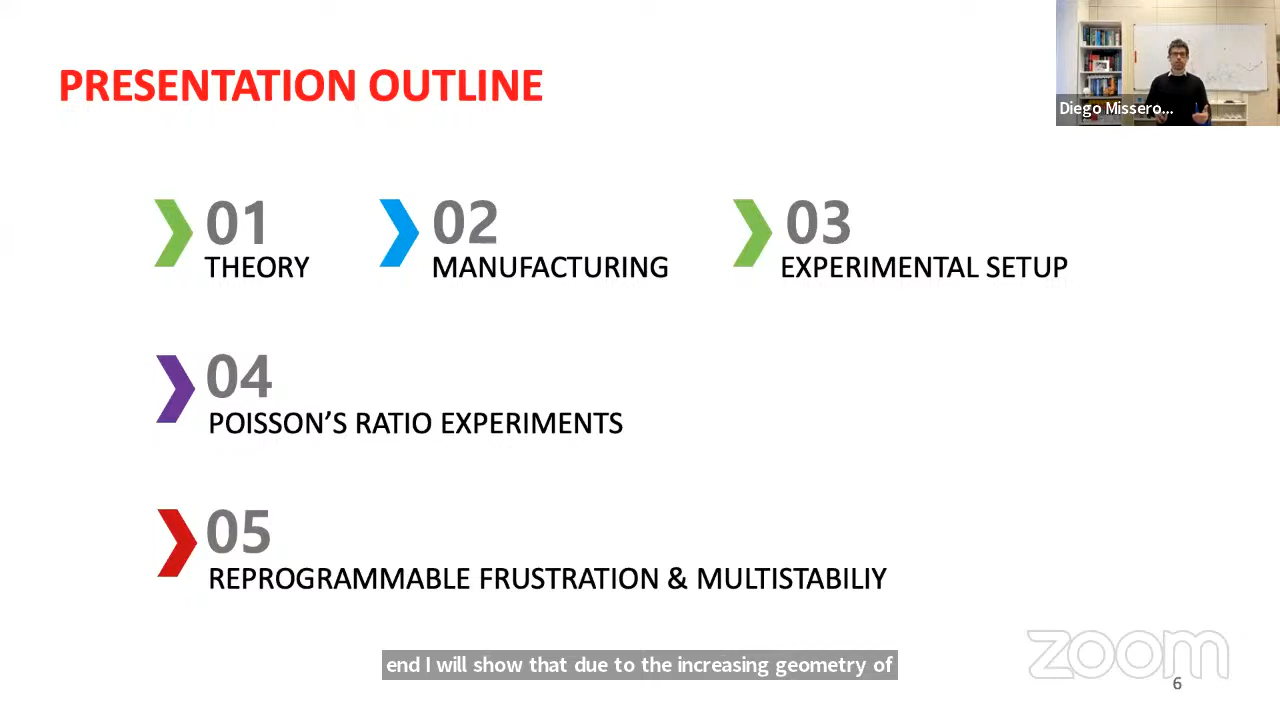 PRESENTATION OUTLINE
Diego Missero...
01
THEORY
02
MANUFACTURING
03
EXPERIMENTAL SETUP
04
POISSON’S RATIO EXPERIMENTS
05
REPROGRAMMABLE FRUSTRATION & MULTISTABILIY
end I will show that due to the increasing geometry of
zoom
6